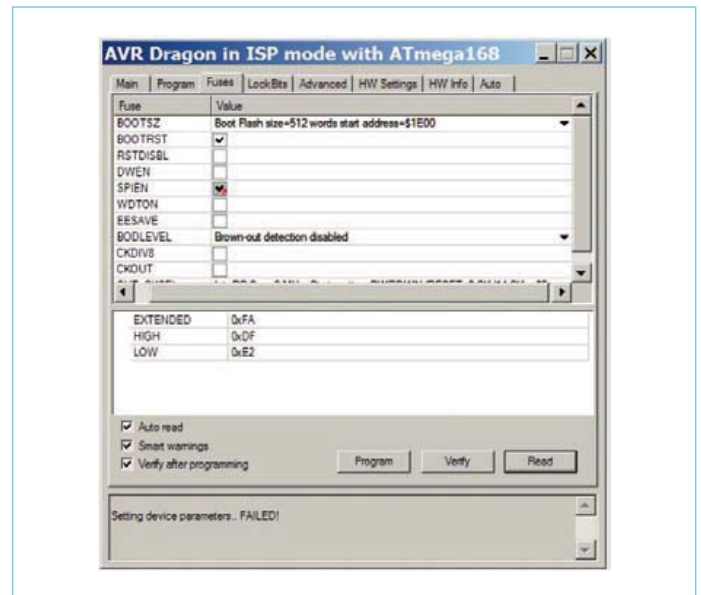 AVR Dragon in ISP mode with ATmega168
Main Program Fuses LockBits Advanced HW Settings HW Info Auto
Fuse Value
BOOTSZ Boot Flash size=512 words start address=$1E00
BOOTRST
RSTDISBL
DWEN
SPIEN
WDTON
EESAVE
BODLEVEL Brown-out detection disabled
CKDIV8
CKOUT
EXTENDED 0xFA
HIGH 0xDF
LOW 0xE2
Auto read
Smart warnings
Verify after programming
Program Verify Read
Setting device parameters.. FAILED!